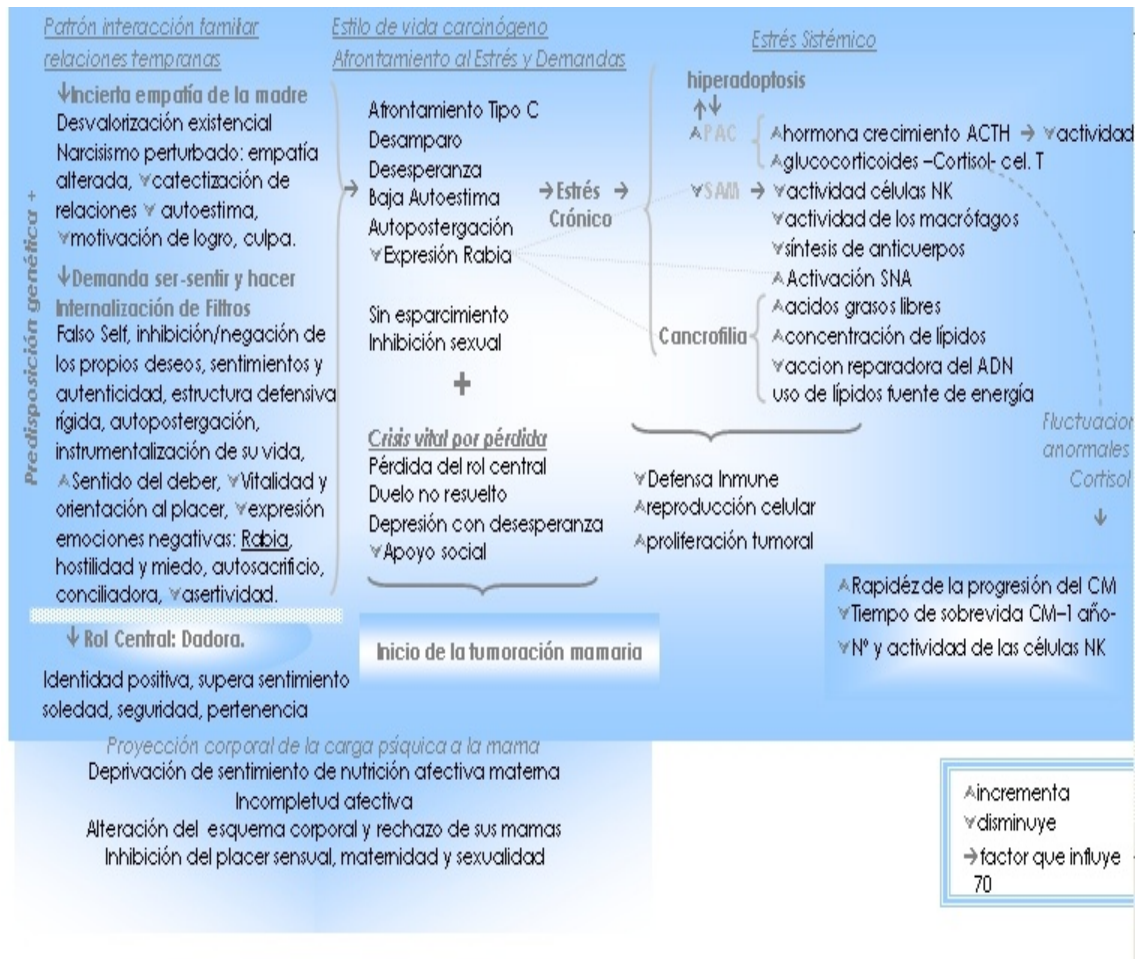 Patrón interacción familiar
relaciones tempranas
↓Incierta empatía de la madre
Desvalorización existencial
Narcisismo perturbado: empatía
alterada, ⋎catectización de
relaciones ⋎ autoestima,
⋎motivación de logro, culpa.
↓Demanda ser-sentir y hacer
Internalización de Filtros
Falso Self, inhibición/negación de
los propios deseos, sentimientos y
autenticidad, estructura defensiva
rígida, autopostergación,
instrumentalización de su vida,
⋏Sentido del deber, ⋎Vitalidad y
orientación al placer, ⋎expresión
emociones negativas: Rabia,
hostilidad y miedo, autosacrificio,
conciliadora, ⋎asertividad.
↓ Rol Central: Dadora.
Identidad positiva, supera sentimiento
soledad, seguridad, pertenencia
Predisposición genética +
Estilo de vida carcinógeno
Afrontamiento al Estrés y Demandas
Afrontamiento Tipo C
Desamparo
Desesperanza
Baja Autoestima
Autopostergación
⋎Expresión Rabia
Sin esparcimiento
Inhibición sexual
+
Crisis vital por pérdida
Pérdida del rol central
Duelo no resuelto
Depresión con desesperanza
⋎Apoyo social
Inicio de la tumoración mamaria
→Estrés →
Crónico
Estrés Sistémico
hiperadoptosis
↑↓
⋏PAC
⋏hormona crecimiento ACTH → ⋎actividad
⋏glucocorticoides –Cortisol- cel. T
⋎SAM → ⋎actividad células NK
⋎actividad de los macrófagos
⋎síntesis de anticuerpos
⋏Activación SNA
Cancrofilia
⋏acidos grasos libres
⋏concentración de lípidos
⋎accion reparadora del ADN
uso de lípidos fuente de energía
⋎Defensa Inmune
⋏reproducción celular
⋏proliferación tumoral
Fluctuacion
anormales
Cortisol
↓
⋏Rapidéz de la progresión del CM
⋎Tiempo de sobrevida CM–1 año-
⋎Nº y actividad de las células NK
Proyección corporal de la carga psíquica a la mama
Deprivación de sentimiento de nutrición afectiva materna
Incompletud afectiva
Alteración del esquema corporal y rechazo de sus mamas
Inhibición del placer sensual, maternidad y sexualidad
⋏incrementa
⋎disminuye
→factor que influye
70